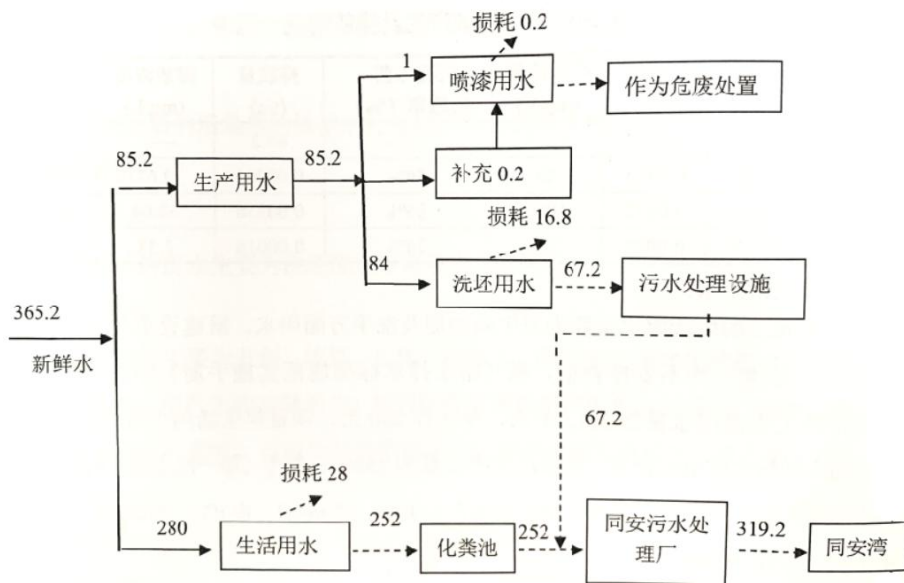 损耗 0.2
1
喷漆用水
作为危废处置
85.2
生产用水
85.2
补充 0.2
损耗 16.8
84
洗坯用水
67.2
污水处理设施
365.2
新鲜水
67.2
损耗 28
280
生活用水
252
化粪池
252
同安污水处
理厂
319.2
同安湾